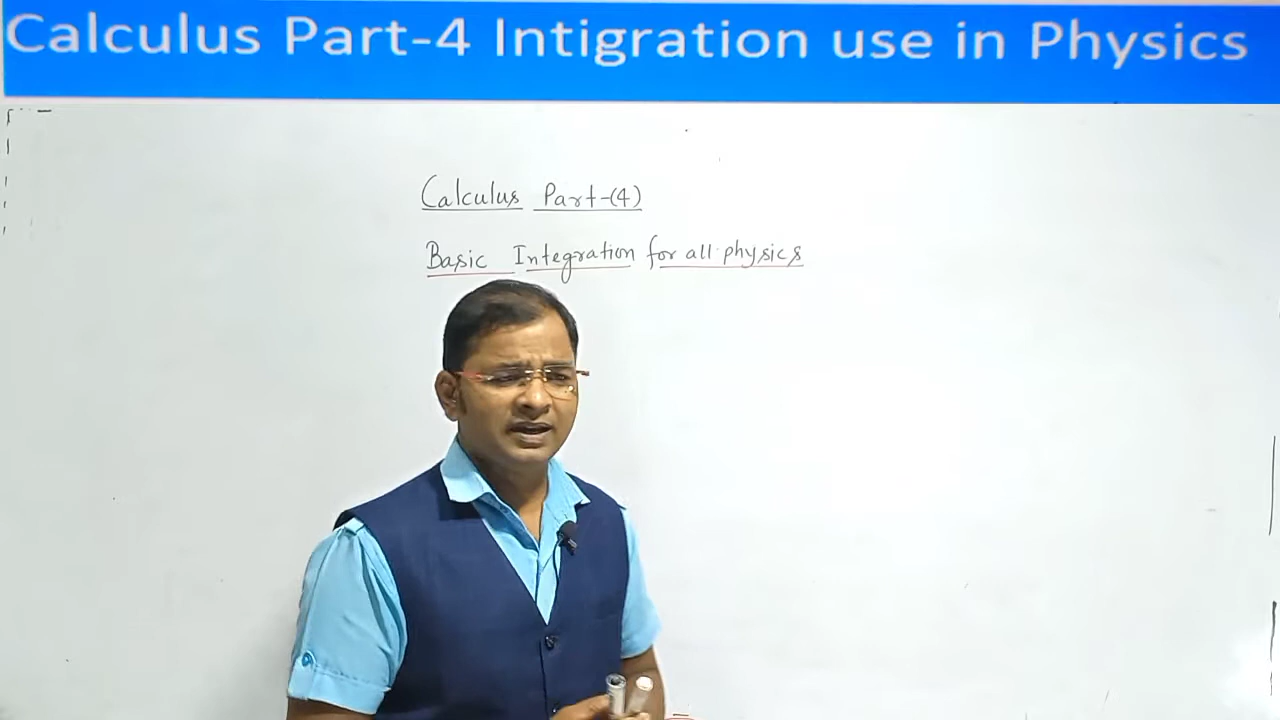 Calculus Part-4 Intigration use in Physics
Calculus Part-(4)
Basic Integration for all physics